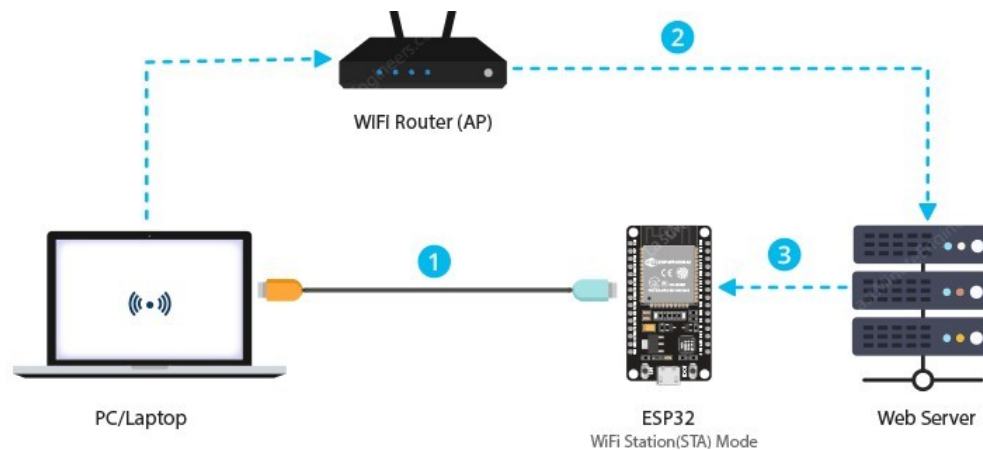 2
WIFI Router (AP)
1
3
PC/Laptop
ESP32
WiFi Station(STA) Mode
Web Server